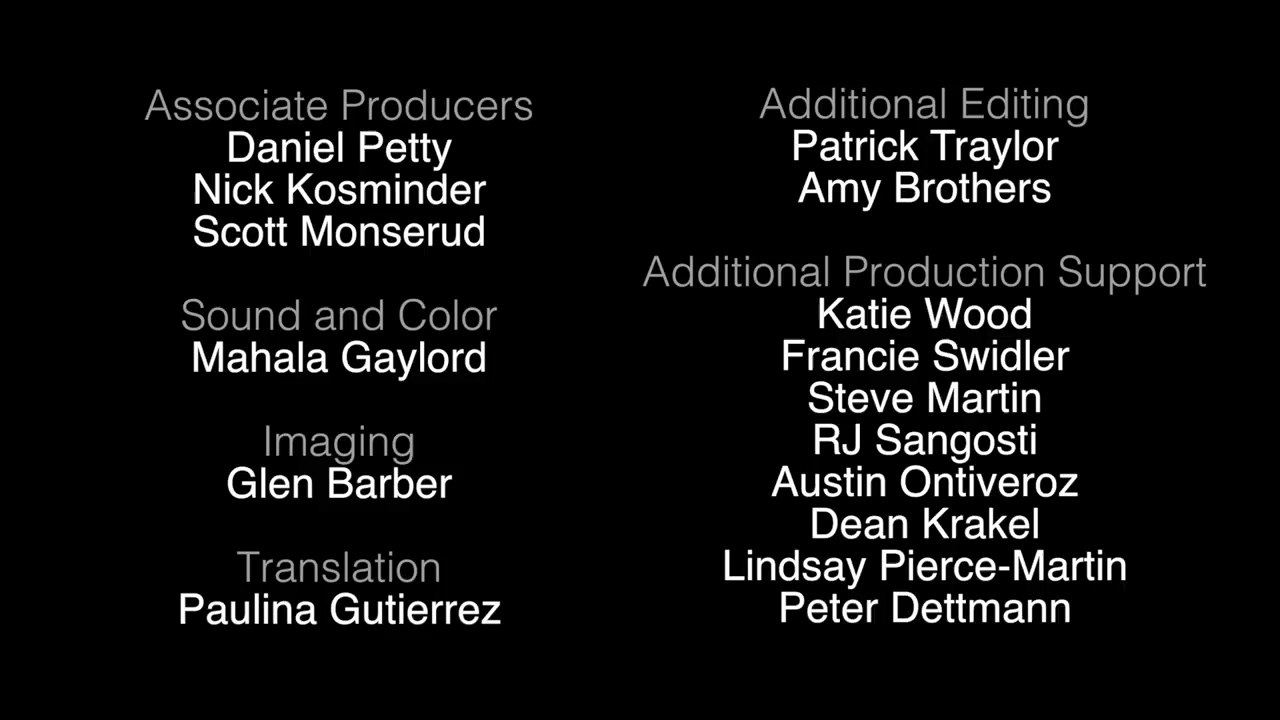 Associate Producers
Daniel Petty
Nick Kosminder
Scott Monserud
Sound and Color
Mahala Gaylord
Imaging
Glen Barber
Translation
Paulina Gutierrez
Additional Editing
Patrick Traylor
Amy Brothers
Additional Production Support
Katie Wood
Francie Swidler
Steve Martin
RJ Sangosti
Austin Ontiveroz
Dean Krakel
Lindsay Pierce-Martin
Peter Dettmann